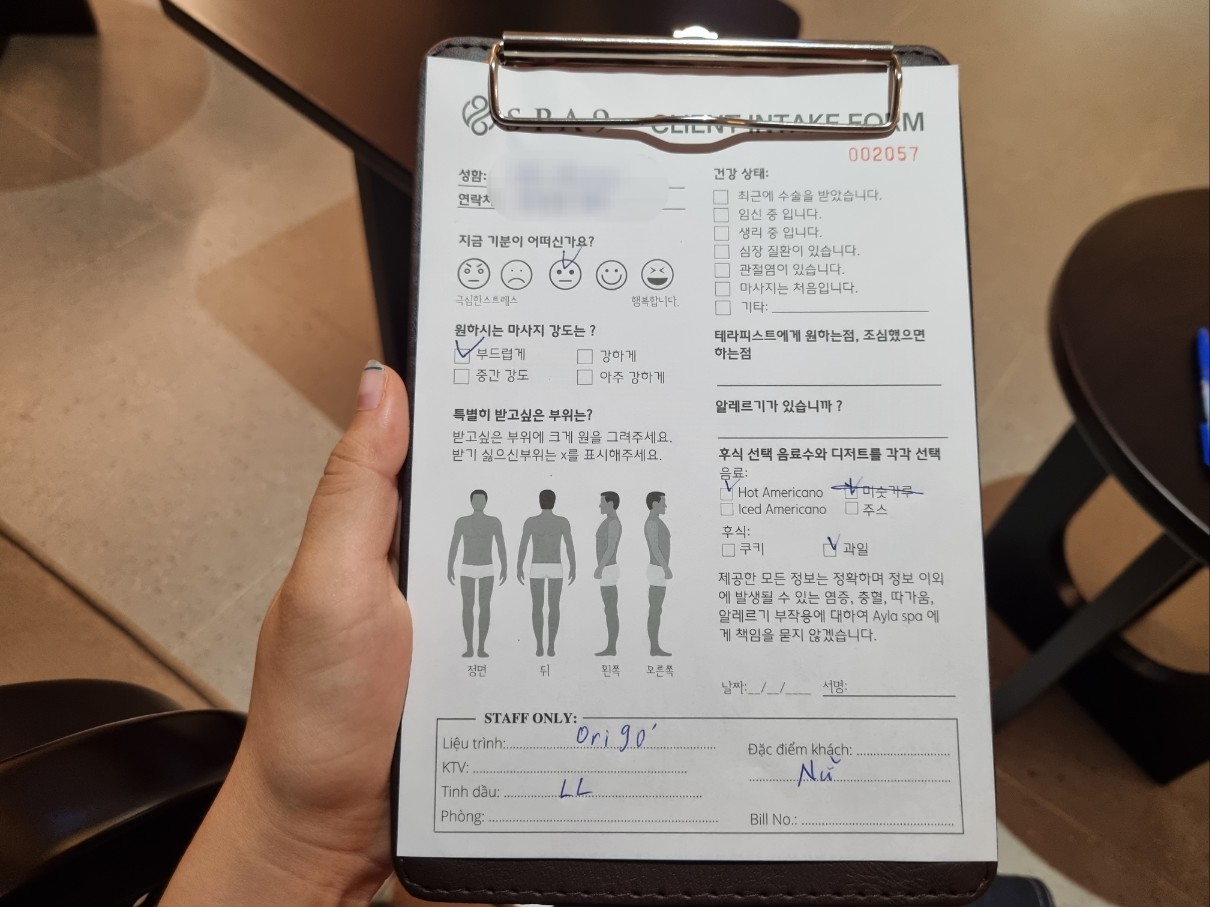 SPA9 CLIENT INTAKE FORM
002057
성함:
연락처
지금 기분이 어떠신가요?
극심한스트레스 행복합니다.
원하시는 마사지 강도는 ?
부드럽게 강하게
중간 강도 아주 강하게
특별히 받고싶은 부위는?
받고싶은 부위에 크게 원을 그려주세요.
받기 싫으신부위는 x를 표시해주세요.
정면 뒤 왼쪽 오른쪽
건강 상태:
최근에 수술을 받았습니다.
임신 중 입니다.
생리 중 입니다.
심장 질환이 있습니다.
관절염이 있습니다.
마사지는 처음입니다.
기타:
테라피스트에게 원하는점, 조심했으면
하는점
알레르기가 있습니까 ?
후식 선택 음료수와 디저트를 각각 선택
음료:
Hot Americano 미숫가루
Iced Americano 주스
후식:
쿠키 과일
제공한 모든 정보는 정확하며 정보 이외
에 발생될 수 있는 염증, 충혈, 따가움,
알레르기 부작용에 대하여 Ayla spa 에
게 책임을 묻지 않겠습니다.
날짜:__/__/___ 서명:
STAFF ONLY:
Liệu trình: Ori 90'
KTV:
Tinh dầu: LL
Phòng:
Đặc điểm khách:
Nữ
Bill No.: